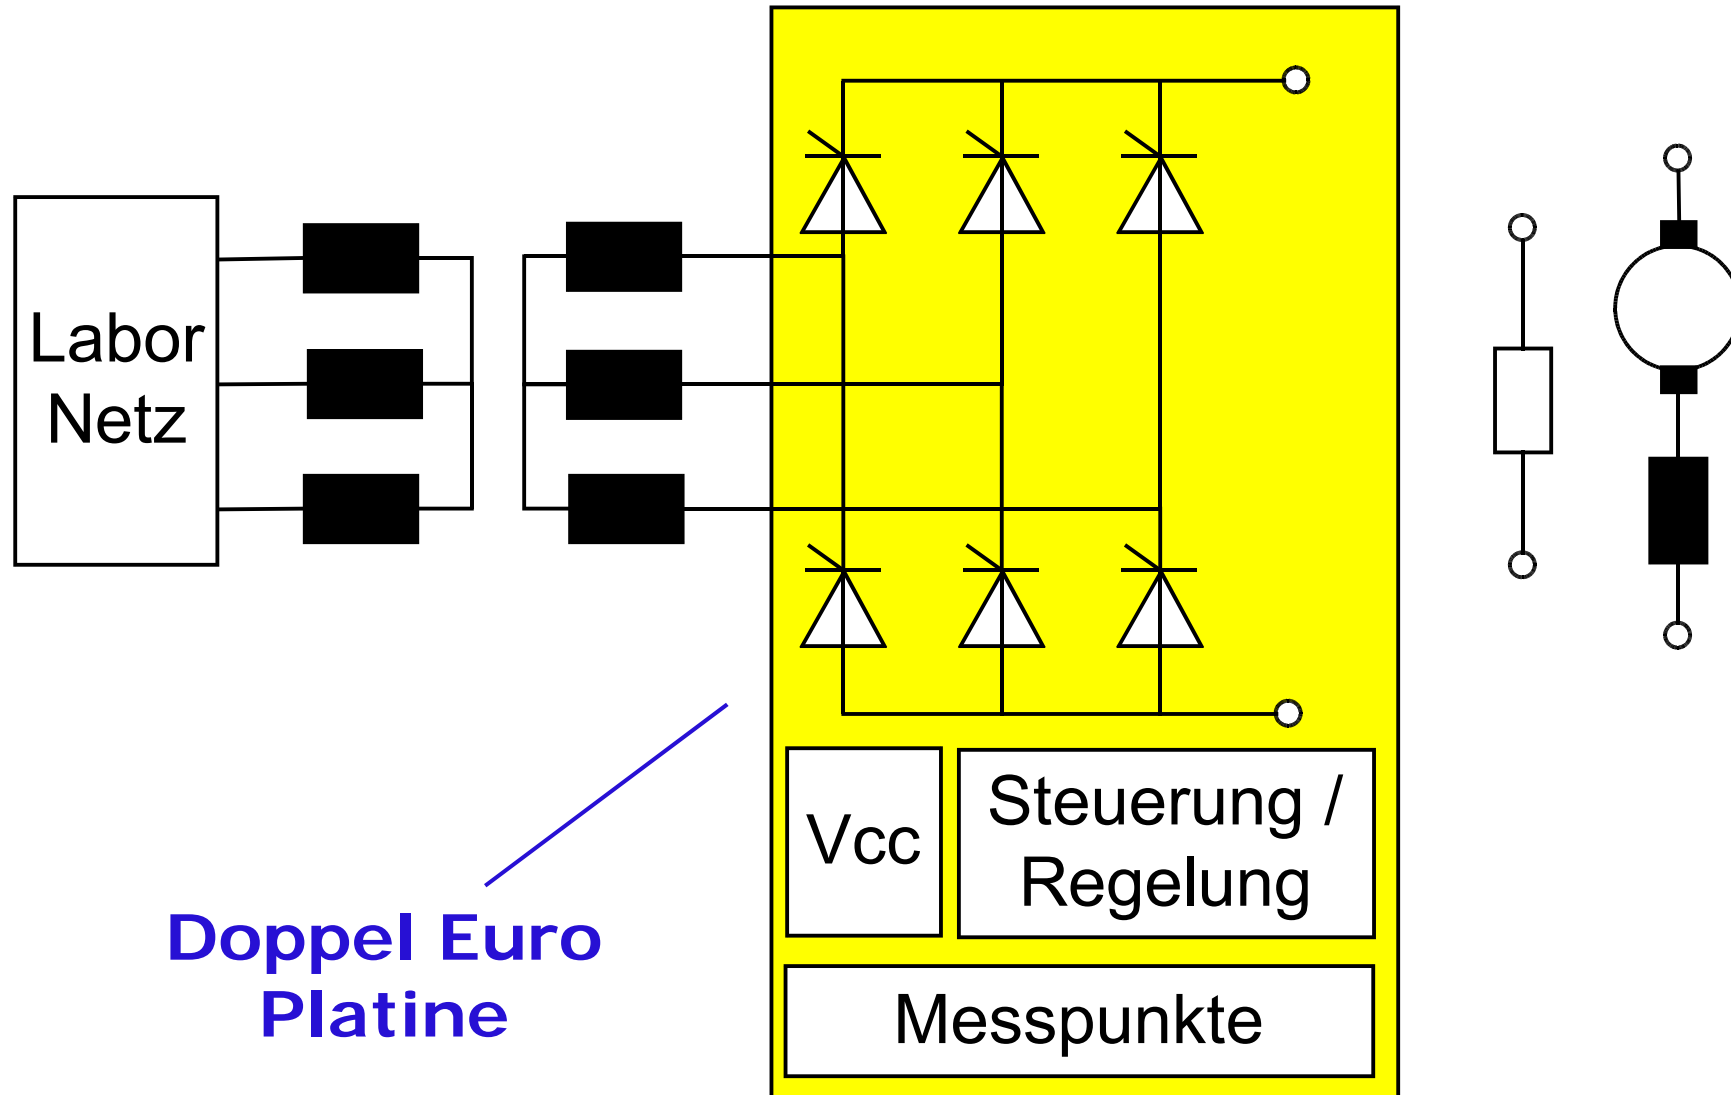 Labor
Netz
Vcc
Steuerung /
Regelung
Messpunkte
Doppel Euro
Platine